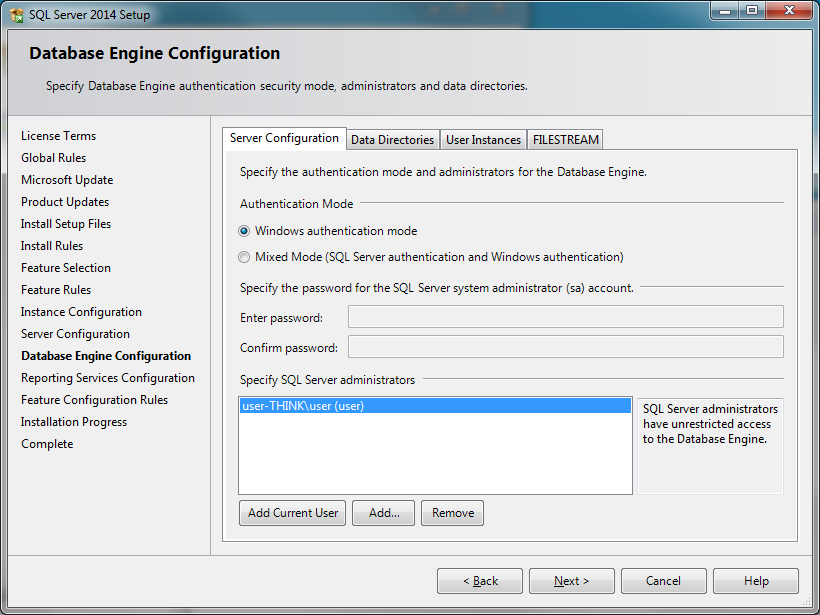 SQL Server 2014 Setup
Database Engine Configuration
Specify Database Engine authentication security mode, administrators and data directories.
License Terms
Global Rules
Microsoft Update
Product Updates
Install Setup Files
Install Rules
Feature Selection
Feature Rules
Instance Configuration
Server Configuration
Database Engine Configuration
Reporting Services Configuration
Feature Configuration Rules
Installation Progress
Complete
Server Configuration Data Directories User Instances FILESTREAM
Specify the authentication mode and administrators for the Database Engine.
Authentication Mode
Windows authentication mode
Mixed Mode (SQL Server authentication and Windows authentication)
Specify the password for the SQL Server system administrator (sa) account.
Enter password:
Confirm password:
Specify SQL Server administrators
user-THINK\user (user)
SQL Server administrators
have unrestricted access
to the Database Engine.
Add Current User Add... Remove
< Back Next > Cancel Help